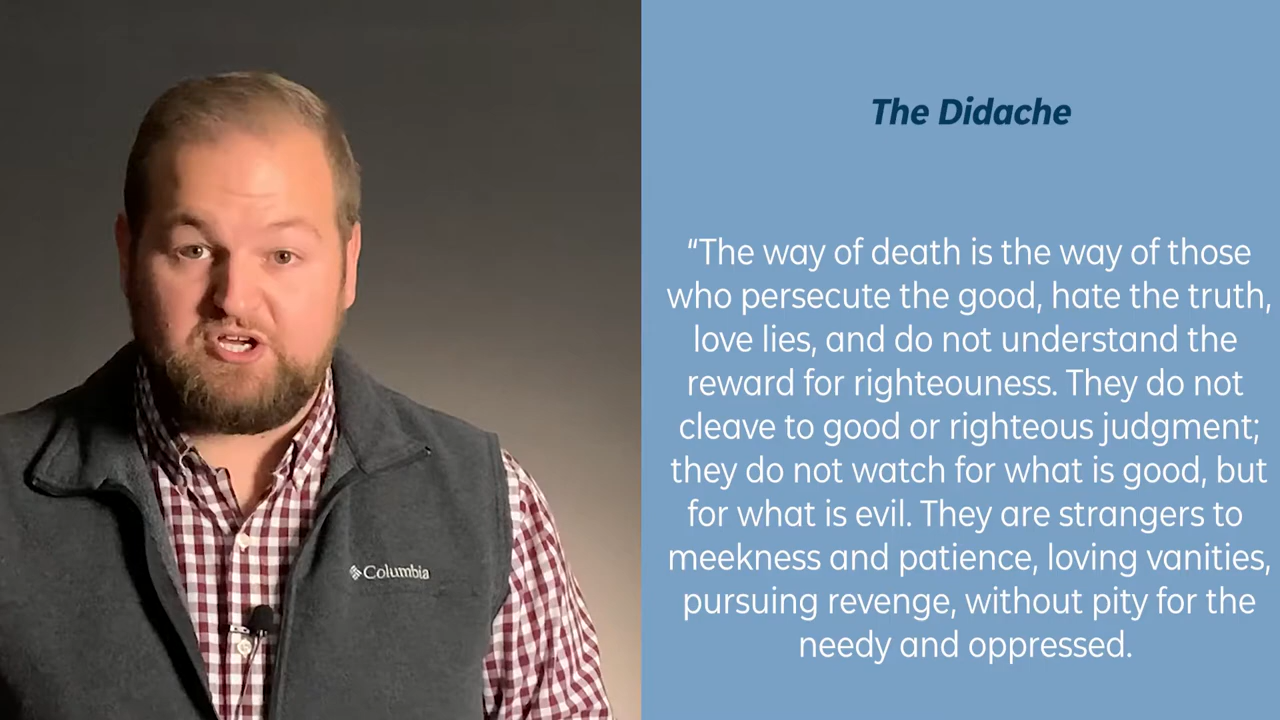 The Didache
“The way of death is the way of those
who persecute the good, hate the truth,
love lies, and do not understand the
reward for righteouness. They do not
cleave to good or righteous judgment;
they do not watch for what is good, but
for what is evil. They are strangers to
meekness and patience, loving vanities,
pursuing revenge, without pity for the
needy and oppressed.
Columbia